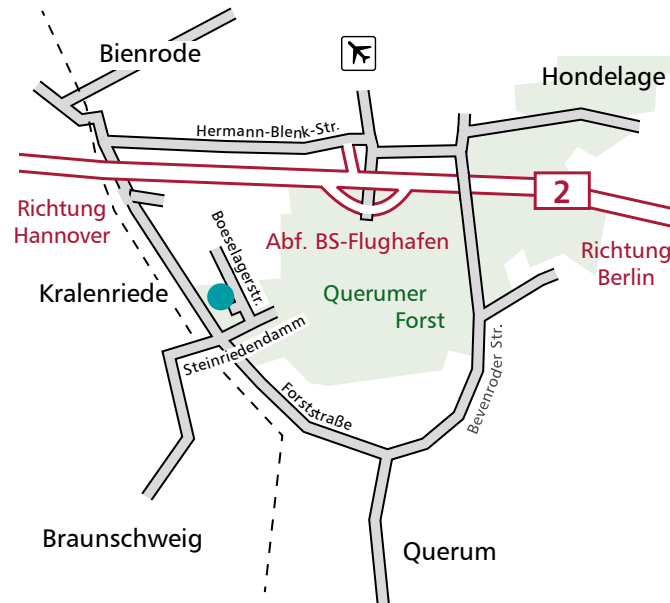 Bienrode
Hondelage
Hermann-Blenk-Str.
2
Richtung
Hannover
Boeselagerstr.
Abf. BS-Flughafen
Richtung
Berlin
Kralenriede
Querumer
Forst
Steinriedendamm
Bevenroder Str.
Forststraße
Braunschweig
Querum